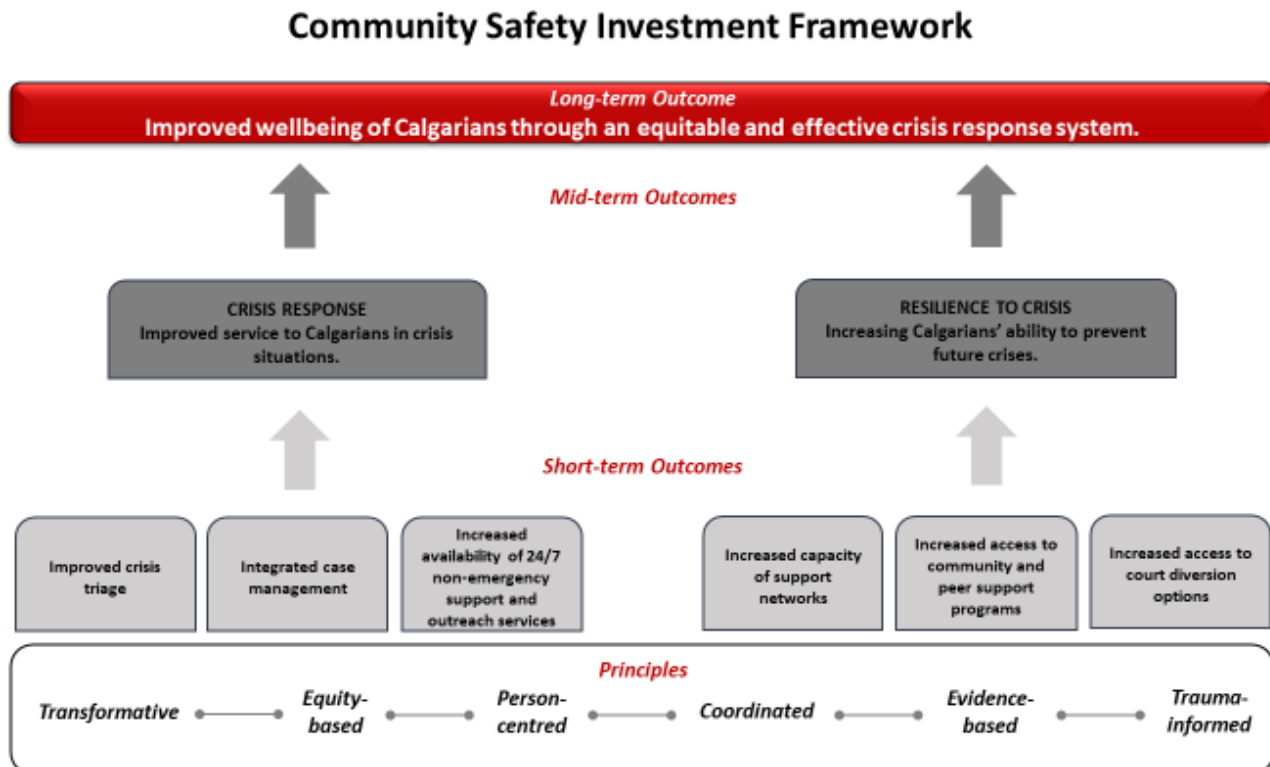 Community Safety Investment Framework
Long-term Outcome
Improved wellbeing of Calgarians through an equitable and effective crisis response system.
Mid-term Outcomes
CRISIS RESPONSE
Improved service to Calgarians in crisis
situations.
RESILIENCE TO CRISIS
Increasing Calgarians' ability to prevent
future crises.
Short-term Outcomes
Improved crisis
triage
Integrated case
management
Increased
availability of 24/7
non-emergency
support and
outreach services
Increased capacity
of support
networks
Increased access to
community and
peer support
programs
Increased access to
court diversion
options
Principles
Transformative
Equity-
based
Person-
centred
Coordinated
Evidence-
based
Trauma-
informed